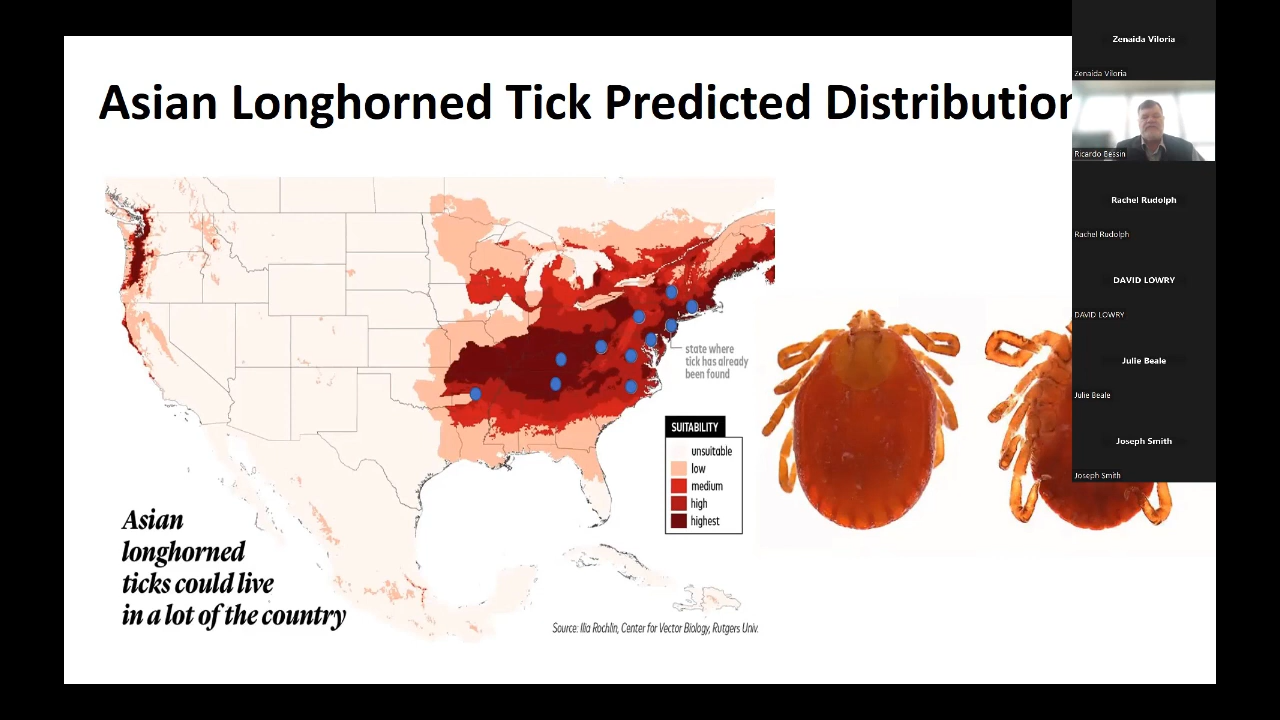 Asian Longhorned Tick Predicted Distribution
state where
tick has already
been found
SUITABILITY
unsuitable
low
medium
high
highest
Asian
longhorned
ticks could live
in a lot of the country
Source: Ilia Rochlin, Center for Vector Biology, Rutgers Univ.
Zenaida Viloria
Zenaida Viloria
Ricardo Bessin
Rachel Rudolph
Rachel Rudolph
DAVID LOWRY
DAVID LOWRY
Julie Beale
Julie Beale
Joseph Smith
Joseph Smith